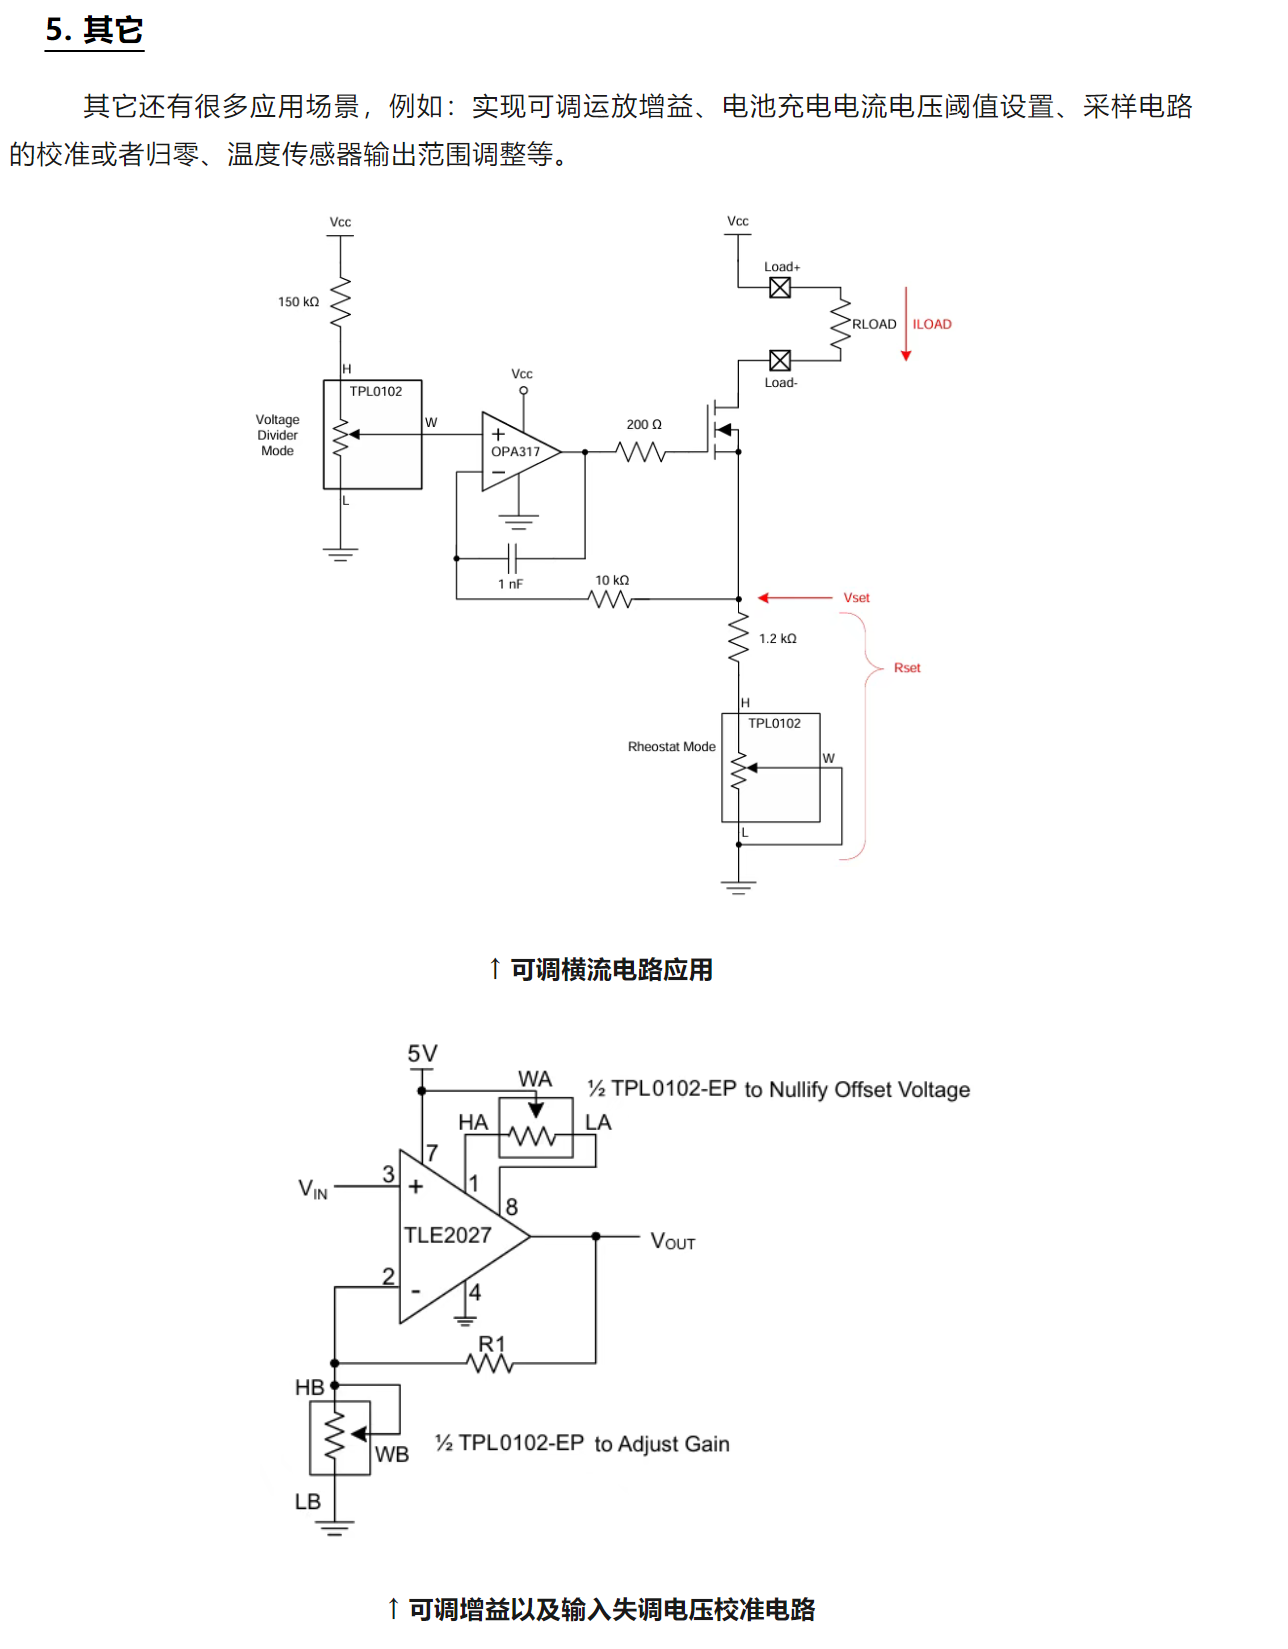 5. 其它
其它还有很多应用场景，例如：实现可调运放增益、电池充电电流电压阈值设置、采样电路
的校准或者归零、温度传感器输出范围调整等。
Vcc
Vcc
Load+
150 kΩ
RLOAD
ILOAD
H
Load-
TPL0102
Vcc
Voltage
Divider
Mode
W
200 Ω
+
OPA317
−
L
1 nF
10 kΩ
Vset
1.2 kΩ
Rset
H
TPL0102
Rheostat Mode
W
L
↑ 可调横流电路应用
5V
WA
½ TPL0102-EP to Nullify Offset Voltage
HA
LA
7
3
1
VIN
+
8
TLE2027
VOUT
2
-
4
R1
HB
½ TPL0102-EP to Adjust Gain
WB
LB
↑ 可调增益以及输入失调电压校准电路